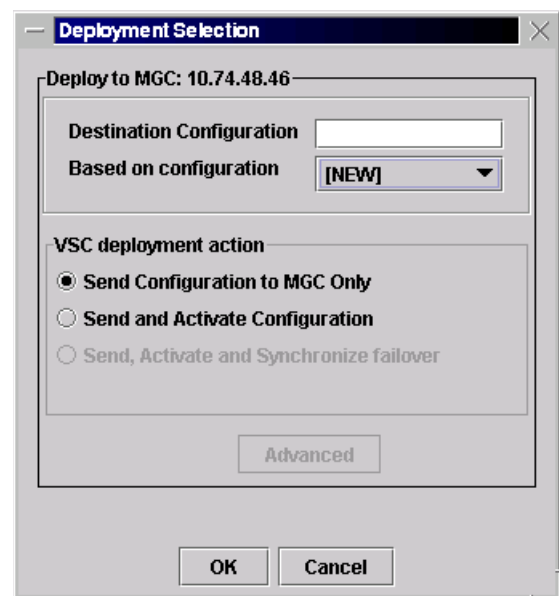 Deployment Selection
Deploy to MGC: 10.74.48.46
Destination Configuration
Based on configuration [NEW]
VSC deployment action
Send Configuration to MGC Only
Send and Activate Configuration
Send, Activate and Synchronize failover
Advanced
OK Cancel